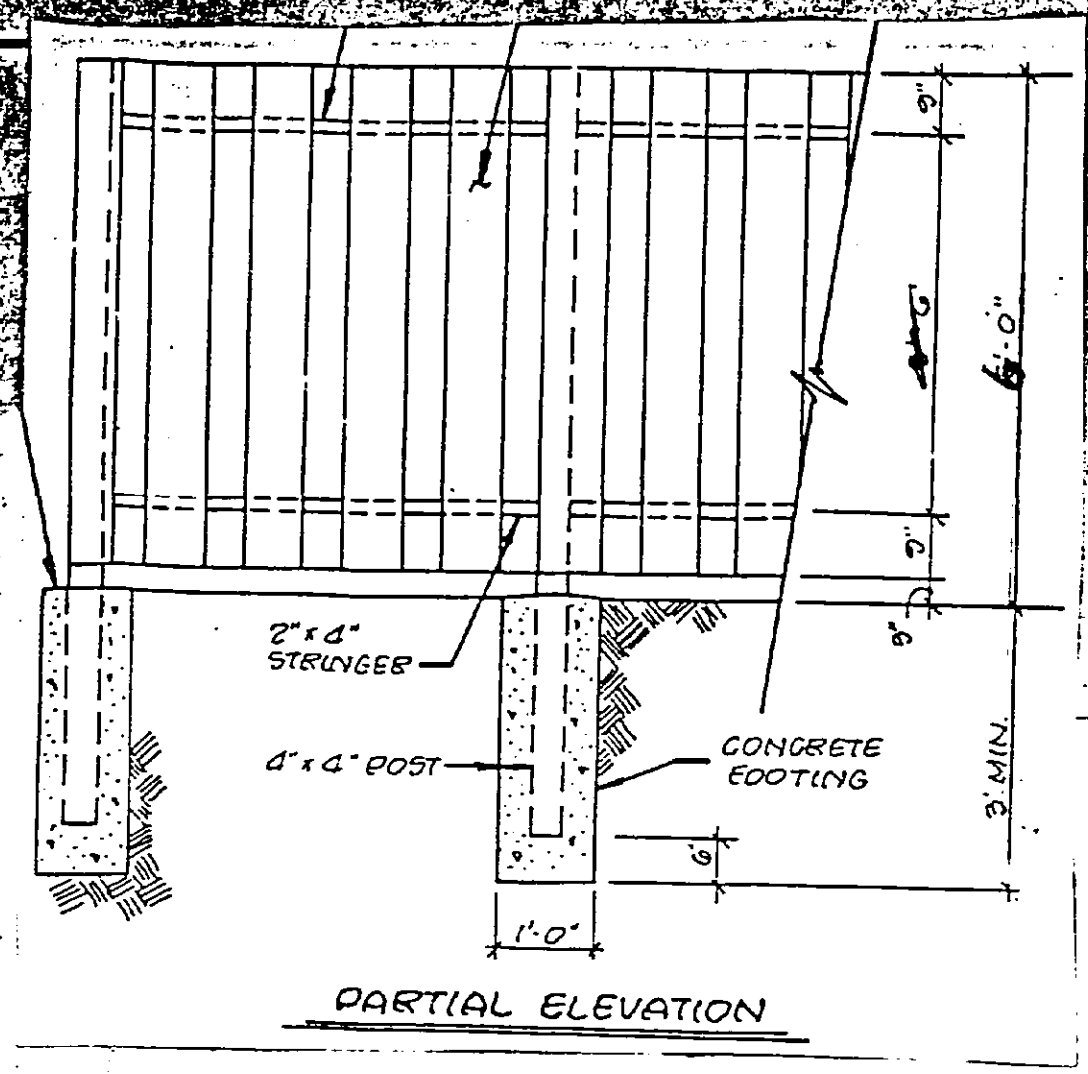 9"
6'-0"
9"
3"
2" x 4"
STRINGER
4" x 4" POST
CONCRETE
FOOTING
3' MIN.
6"
1'-0"
PARTIAL ELEVATION